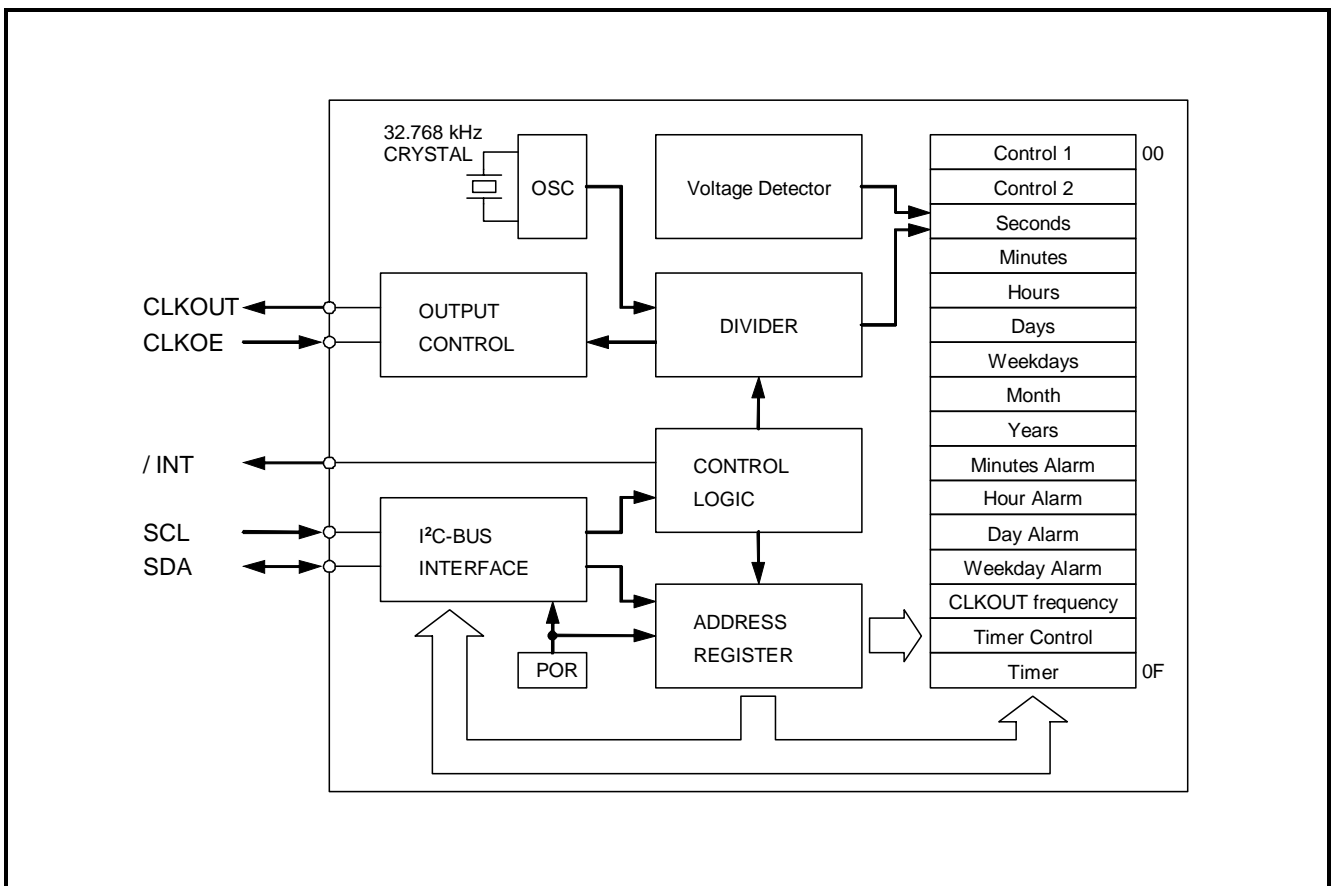 32.768 kHz
CRYSTAL
OSC
Voltage Detector
CLKOUT
CLKOE
OUTPUT
CONTROL
DIVIDER
/ INT
CONTROL
LOGIC
SCL
SDA
I²C-BUS
INTERFACE
ADDRESS
REGISTER
POR
Control 1
00
Control 2
Seconds
Minutes
Hours
Days
Weekdays
Month
Years
Minutes Alarm
Hour Alarm
Day Alarm
Weekday Alarm
CLKOUT frequency
Timer Control
Timer
0F